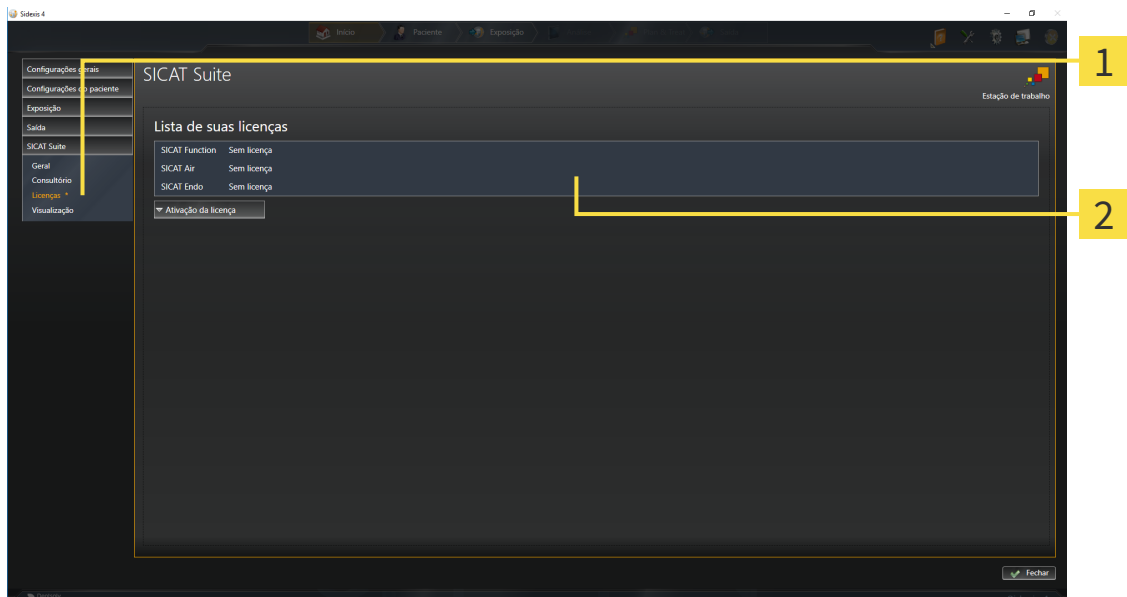 Sidexis 4
Início
Paciente
Exposição
1
Configurações gerais
SICAT Suite
Configurações do paciente
Estação de trabalho
Exposição
Saída
Lista de suas licenças
SICAT Suite
SICAT Function Sem licença
Geral
SICAT Air Sem licença
Consultório
SICAT Endo Sem licença
Licenças *
Visualização
Ativação da licença
2
Fechar